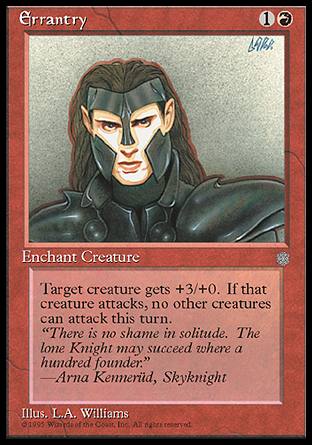 Errantry 1
Enchant Creature
Target creature gets +3/+0. If that
creature attacks, no other creatures
can attack this turn.
"There is no shame in solitude. The
lone Knight may succeed where a
hundred founder."
—Arna Kennerüd, Skyknight
Illus. L.A. Williams
©1995 Wizards of the Coast, Inc. All rights reserved.